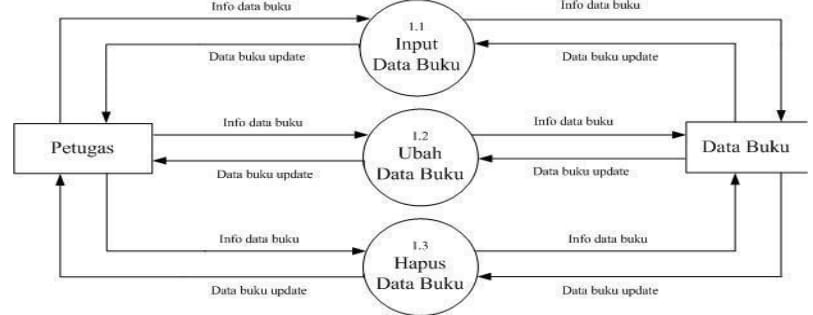 Info data buku
Info data buku
1.1
Input
Data Buku
Data buku update
Data buku update
Info data buku
Info data buku
1.2
Ubah
Data Buku
Petugas
Data Buku
Data buku update
Data buku update
Info data buku
Info data buku
1.3
Hapus
Data Buku
Data buku update
Data buku update